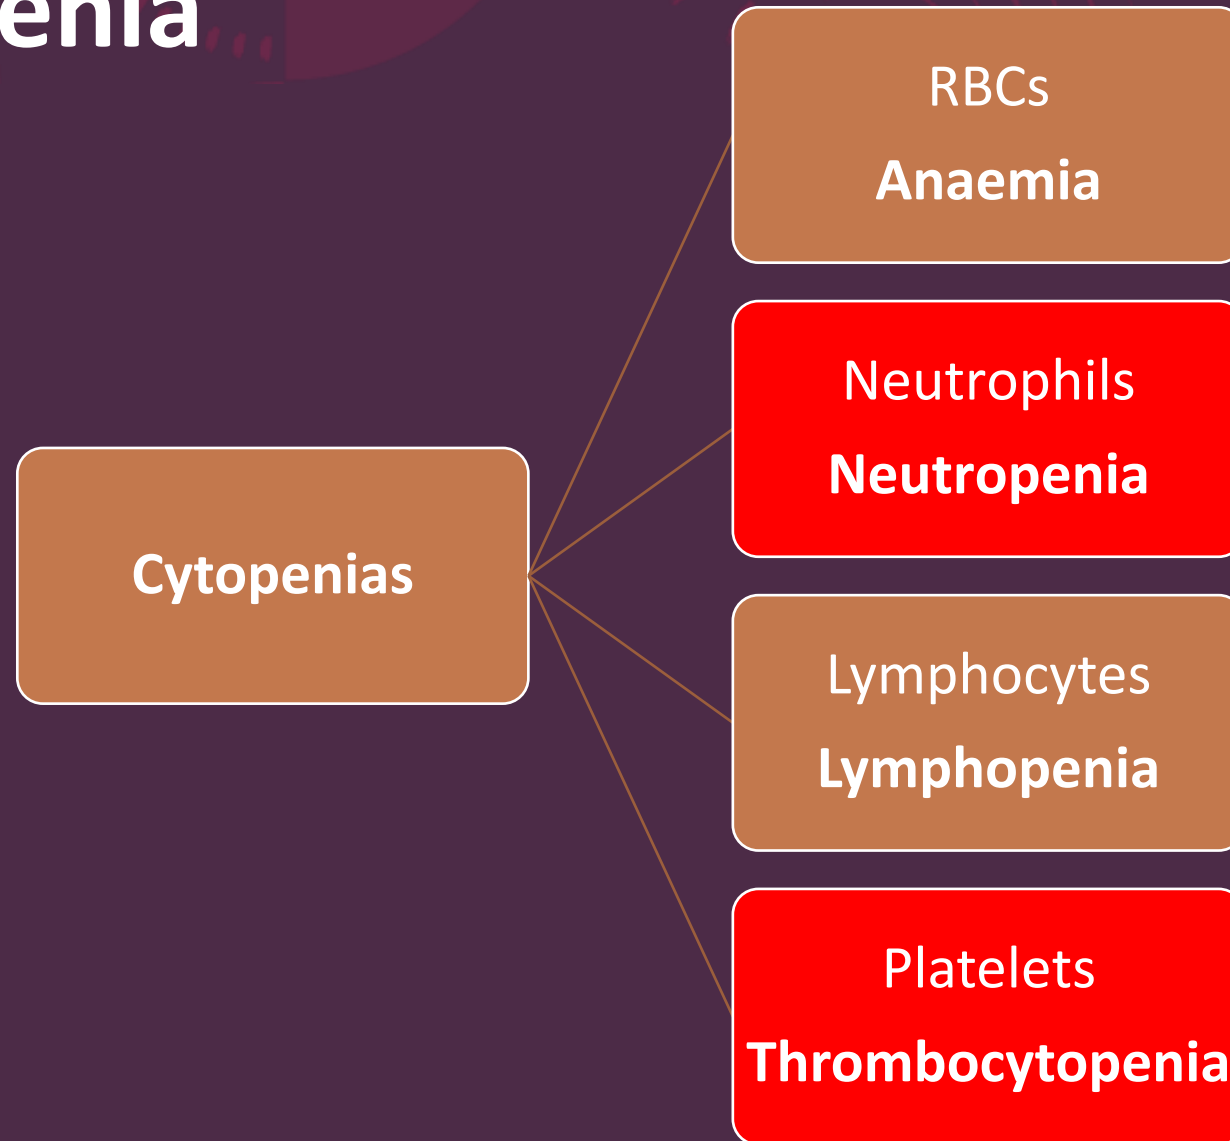 enia
RBCs
Anaemia
Neutrophils
Neutropenia
Cytopenias
Lymphocytes
Lymphopenia
Platelets
Thrombocytopenia